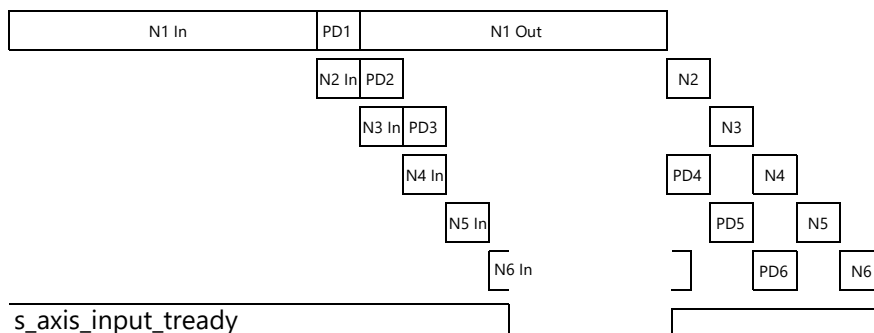 N1 In PD1 N1 Out
N2 In PD2 N2
N3 In PD3 N3
N4 In PD4 N4
N5 In PD5 N5
N6 In PD6 N6
s_axis_input_tready